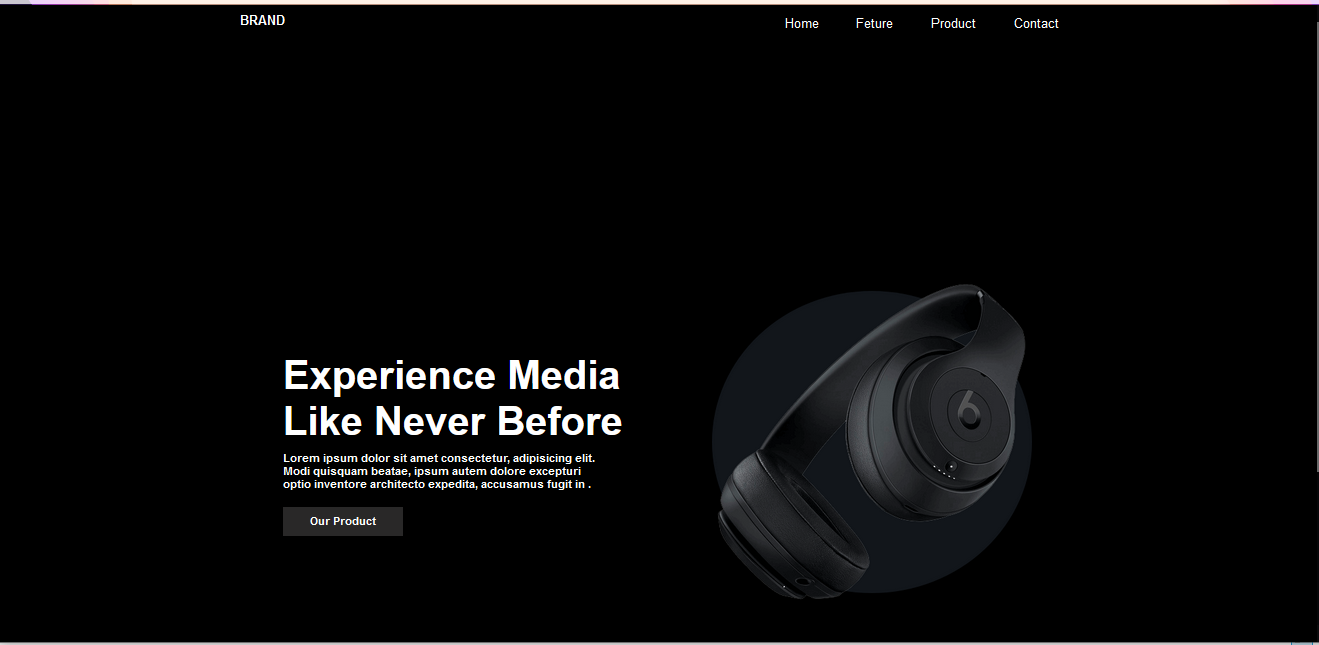 BRAND
Home Feture Product Contact
Experience Media
Like Never Before
Lorem ipsum dolor sit amet consectetur, adipisicing elit.
Modi quisquam beatae, ipsum autem dolore excepturi
optio inventore architecto expedita, accusamus fugit in .
Our Product